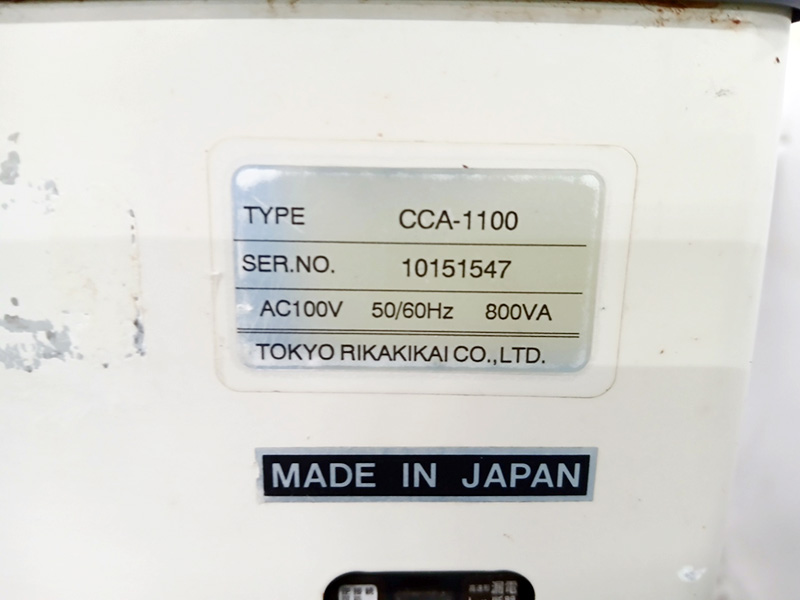 TYPE CCA-1100
SER.NO. 10151547
AC100V 50/60Hz 800VA
TOKYO RIKAKIKAI CO.,LTD.
MADE IN JAPAN